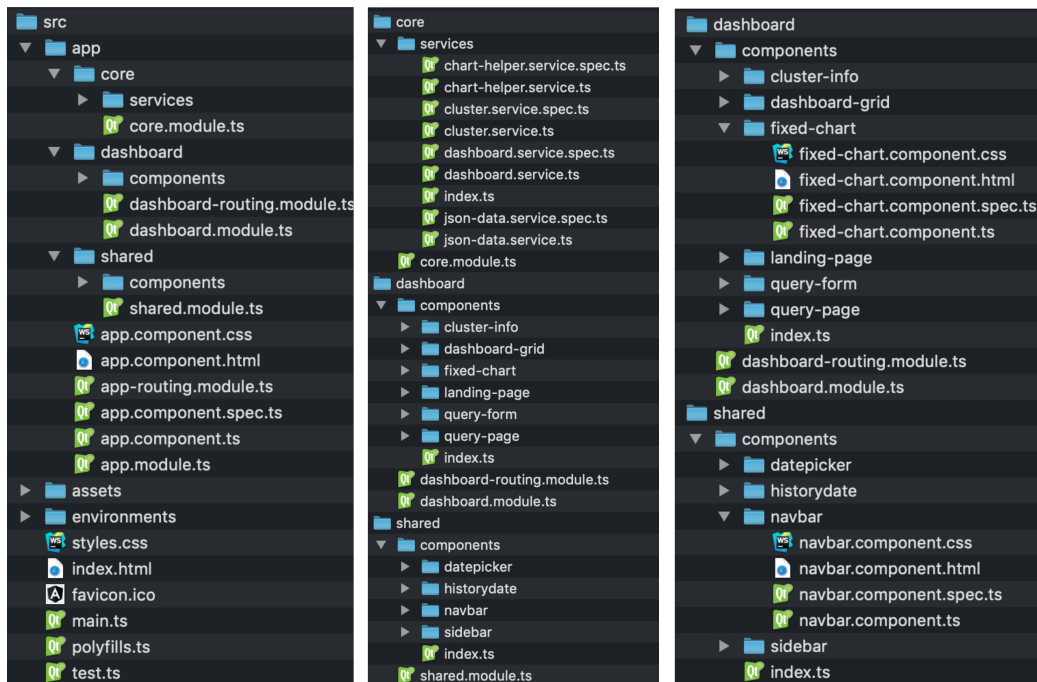 src
app
core
services
core.module.ts
dashboard
components
dashboard-routing.module.ts
dashboard.module.ts
shared
components
shared.module.ts
app.component.css
app.component.html
app-routing.module.ts
app.component.spec.ts
app.component.ts
app.module.ts
assets
environments
styles.css
index.html
favicon.ico
main.ts
polyfills.ts
test.ts
core
services
chart-helper.service.spec.ts
chart-helper.service.ts
cluster.service.spec.ts
cluster.service.ts
dashboard.service.spec.ts
dashboard.service.ts
index.ts
json-data.service.spec.ts
json-data.service.ts
core.module.ts
dashboard
components
cluster-info
dashboard-grid
fixed-chart
landing-page
query-form
query-page
index.ts
dashboard-routing.module.ts
dashboard.module.ts
shared
components
datepicker
historydate
navbar
sidebar
index.ts
shared.module.ts
dashboard
components
cluster-info
dashboard-grid
fixed-chart
fixed-chart.component.css
fixed-chart.component.html
fixed-chart.component.spec.ts
fixed-chart.component.ts
landing-page
query-form
query-page
index.ts
dashboard-routing.module.ts
dashboard.module.ts
shared
components
datepicker
historydate
navbar
navbar.component.css
navbar.component.html
navbar.component.spec.ts
navbar.component.ts
sidebar
index.ts